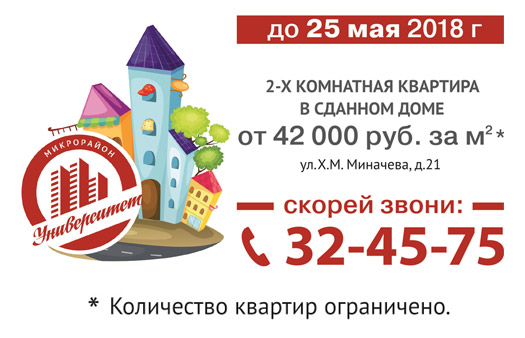 до 25 мая 2018 г
2-Х КОМНАТНАЯ КВАРТИРА
В СДАННОМ ДОМЕ
от 42 000 руб. за м²*
ул.Х.М. Миначева, д.21
МИКРОРАЙОН
Университет
скорей звони:
32-45-75
* Количество квартир ограничено.